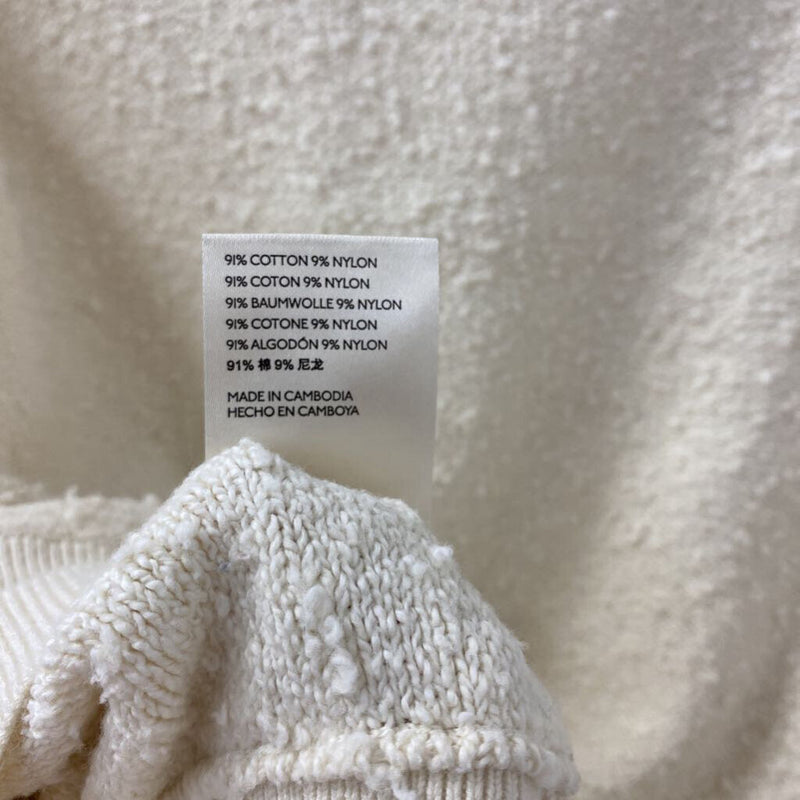 91% COTTON 9% NYLON
91% COTON 9% NYLON
91% BAUMWOLLE 9% NYLON
91% COTONE 9% NYLON
91% ALGODÓN 9% NYLON
91% 棉 9% 尼龙
MADE IN CAMBODIA
HECHO EN CAMBOYA